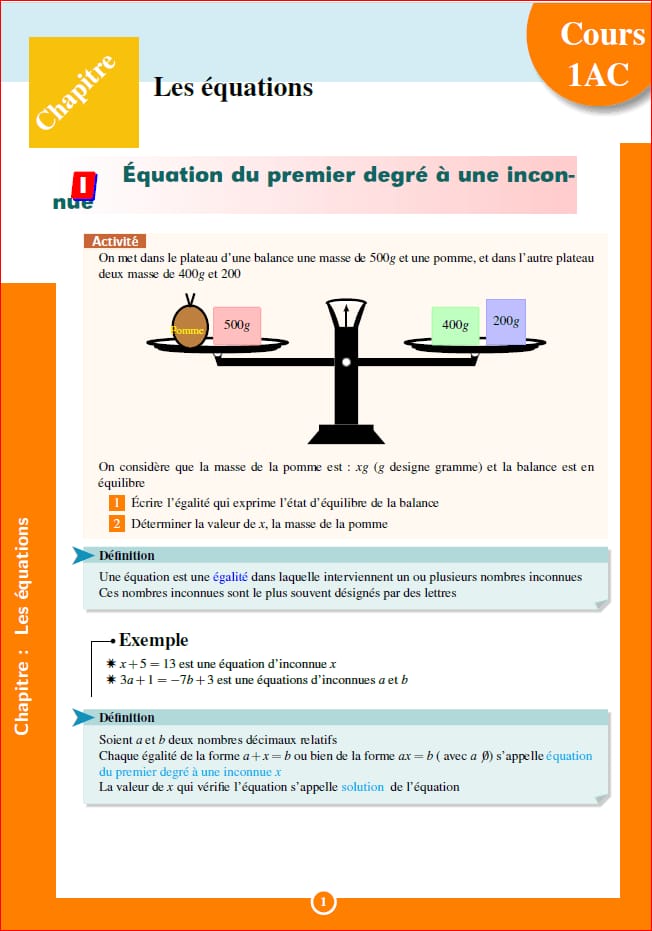 Cours
1AC
Chapitre
Les équations
I Équation du premier degré à une incon-
nue
Activité
On met dans le plateau d'une balance une masse de 500g et une pomme, et dans l'autre plateau
deux masse de 400g et 200
Pomme 500g 400g 200g
On considère que la masse de la pomme est : xg (g designe gramme) et la balance est en
équilibre
1 Écrire l'égalité qui exprime l'état d'équilibre de la balance
2 Déterminer la valeur de x, la masse de la pomme
Définition
Une équation est une égalité dans laquelle interviennent un ou plusieurs nombres inconnues
Ces nombres inconnues sont le plus souvent désignés par des lettres
Exemple
✷ x+5 = 13 est une équation d'inconnue x
✷ 3a+1 = −7b+3 est une équations d'inconnues a et b
Définition
Soient a et b deux nombres décimaux relatifs
Chaque égalité de la forme a+x = b ou bien de la forme ax = b ( avec a ≠0) s'appelle équation
du premier degré à une inconnue x
La valeur de x qui vérifie l'équation s'appelle solution de l'équation
Chapitre : Les équations
1